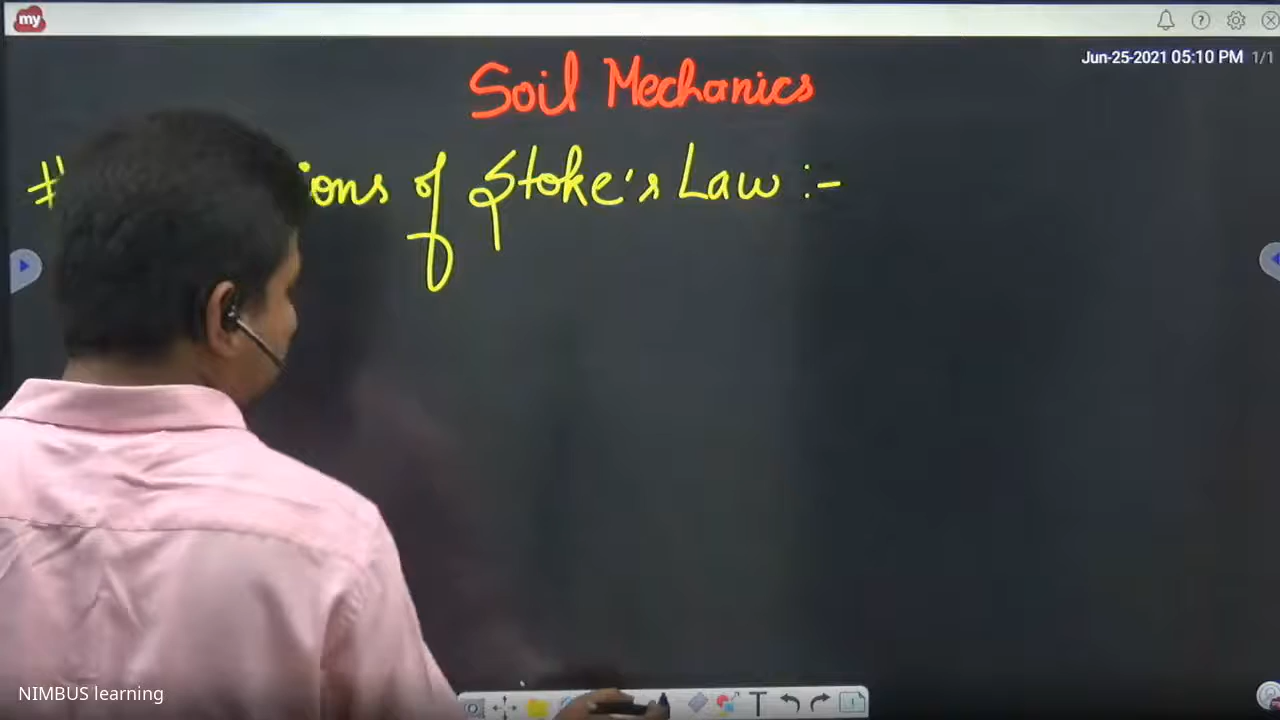 my
Jun-25-2021 05:10 PM 1/1
Soil Mechanics
# ions of Stoke's Law :-
T
NIMBUS learning